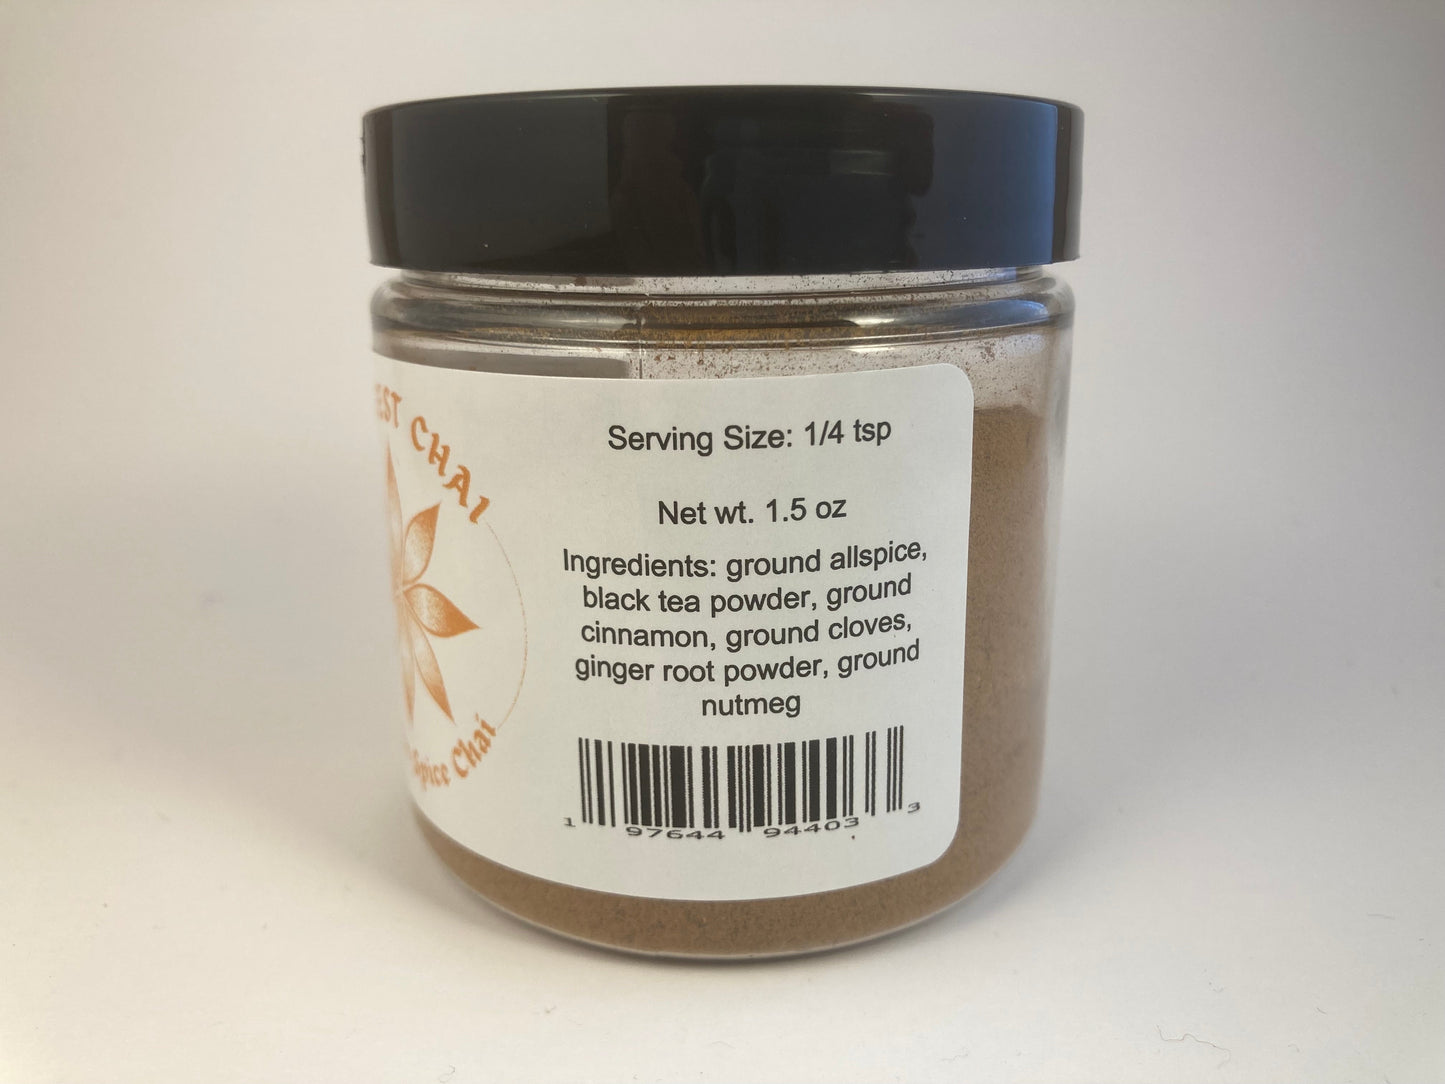 CHAI
Spice Chai
Serving Size: 1/4 tsp
Net wt. 1.5 oz
Ingredients: ground allspice,
black tea powder, ground
cinnamon, ground cloves,
ginger root powder, ground
nutmeg
1 97644 94403 3